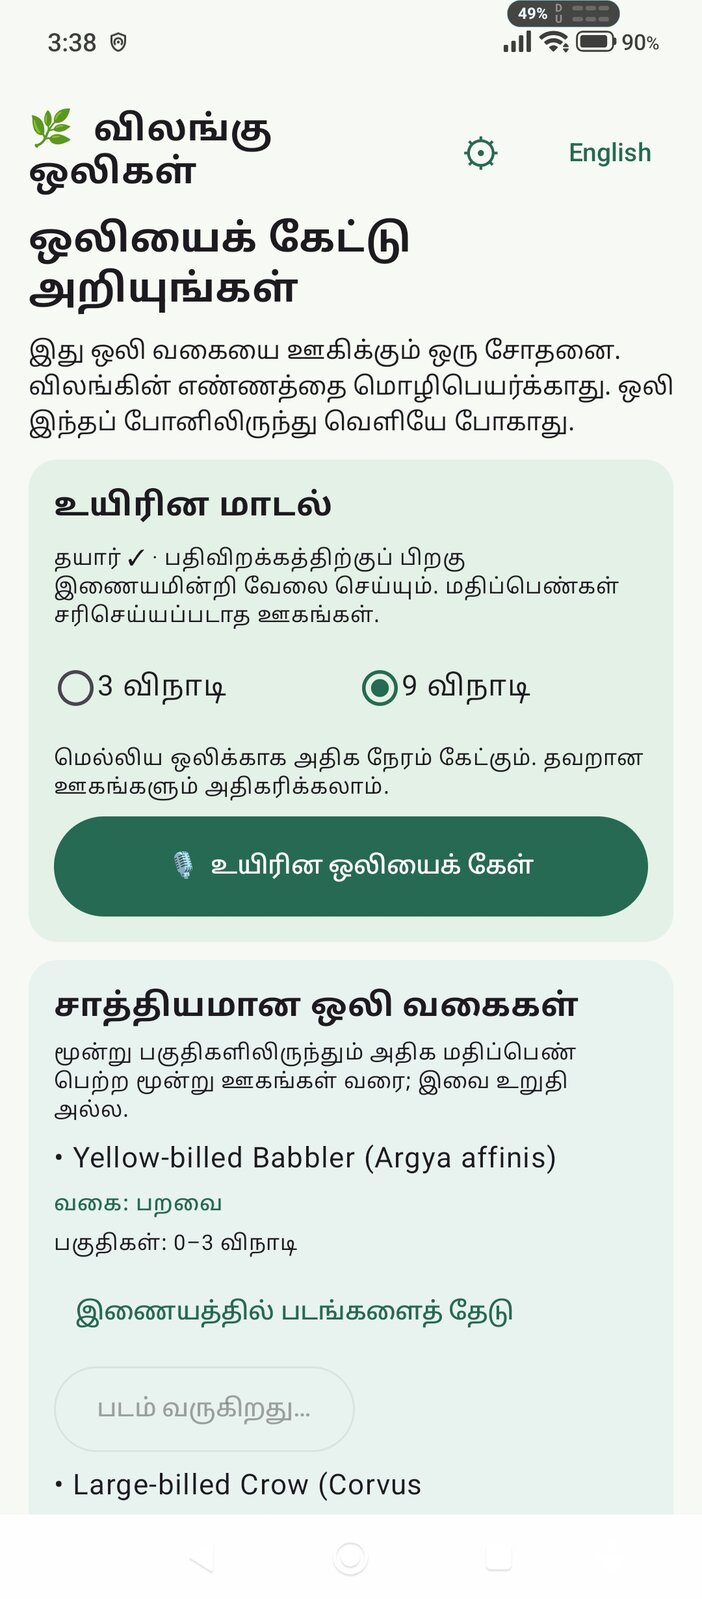 49% D U
3:38 90%
🌿 விலங்கு
ஒலிகள்
English
ஒலியைக் கேட்டு
அறியுங்கள்
இது ஒலி வகையை ஊகிக்கும் ஒரு சோதனை.
விலங்கின் எண்ணத்தை மொழிபெயர்க்காது. ஒலி
இந்தப் போனிலிருந்து வெளியே போகாது.
உயிரின மாடல்
தயார் ✓ · பதிவிறக்கத்திற்குப் பிறகு
இணையமின்றி வேலை செய்யும். மதிப்பெண்கள்
சரிசெய்யப்படாத ஊகங்கள்.
3 விநாடி 9 விநாடி
மெல்லிய ஒலிக்காக அதிக நேரம் கேட்கும். தவறான
ஊகங்களும் அதிகரிக்கலாம்.
🎙️ உயிரின ஒலியைக் கேள்
சாத்தியமான ஒலி வகைகள்
மூன்று பகுதிகளிலிருந்தும் அதிக மதிப்பெண்
பெற்ற மூன்று ஊகங்கள் வரை; இவை உறுதி
அல்ல.
• Yellow-billed Babbler (Argya affinis)
வகை: பறவை
பகுதிகள்: 0–3 விநாடி
இணையத்தில் படங்களைத் தேடு
படம் வருகிறது...
• Large-billed Crow (Corvus